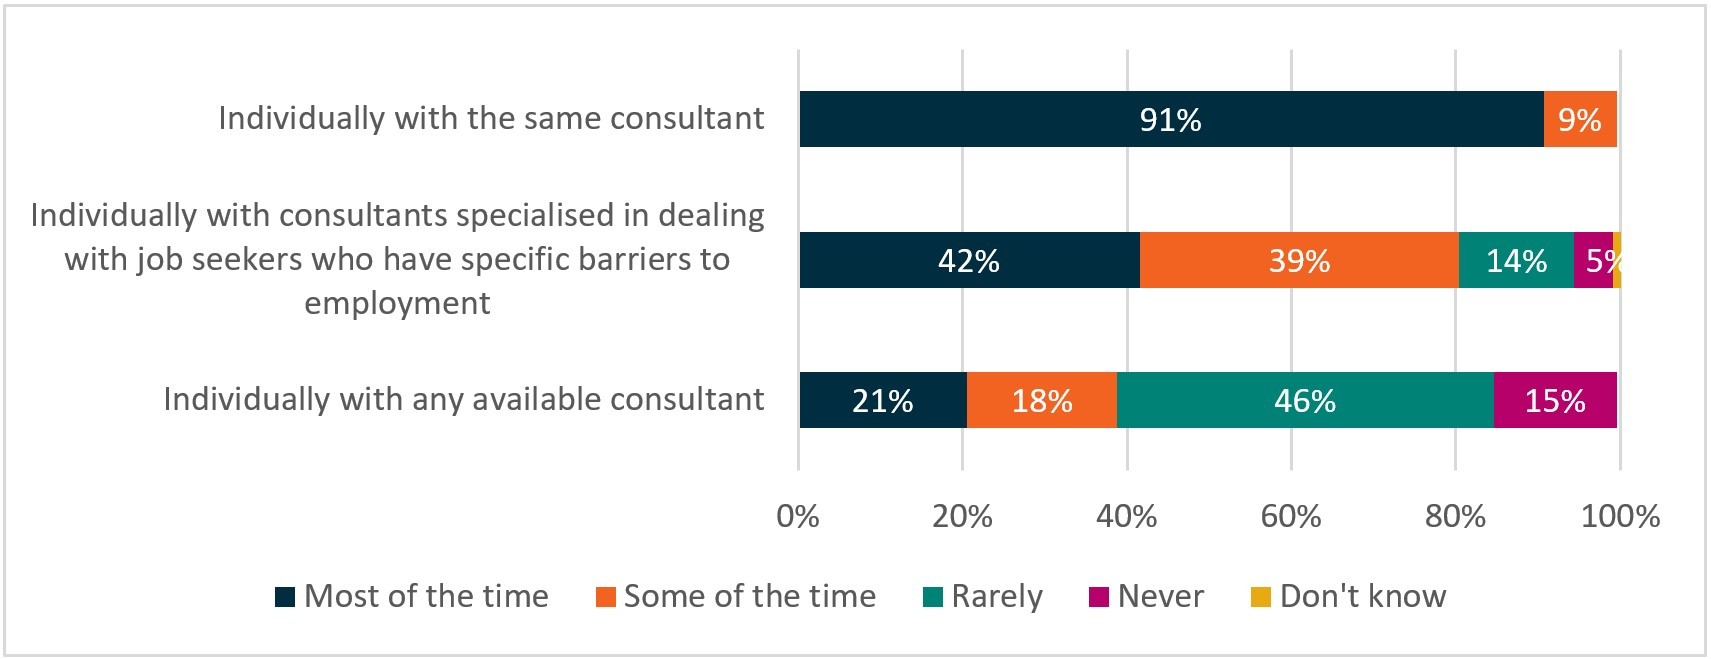 Individually with the same consultant
91%
9%
Individually with consultants specialised in dealing
with job seekers who have specific barriers to
employment
42%
39%
14%
5%
Individually with any available consultant
21%
18%
46%
15%
0%
20%
40%
60%
80%
100%
Most of the time
Some of the time
Rarely
Never
Don't know